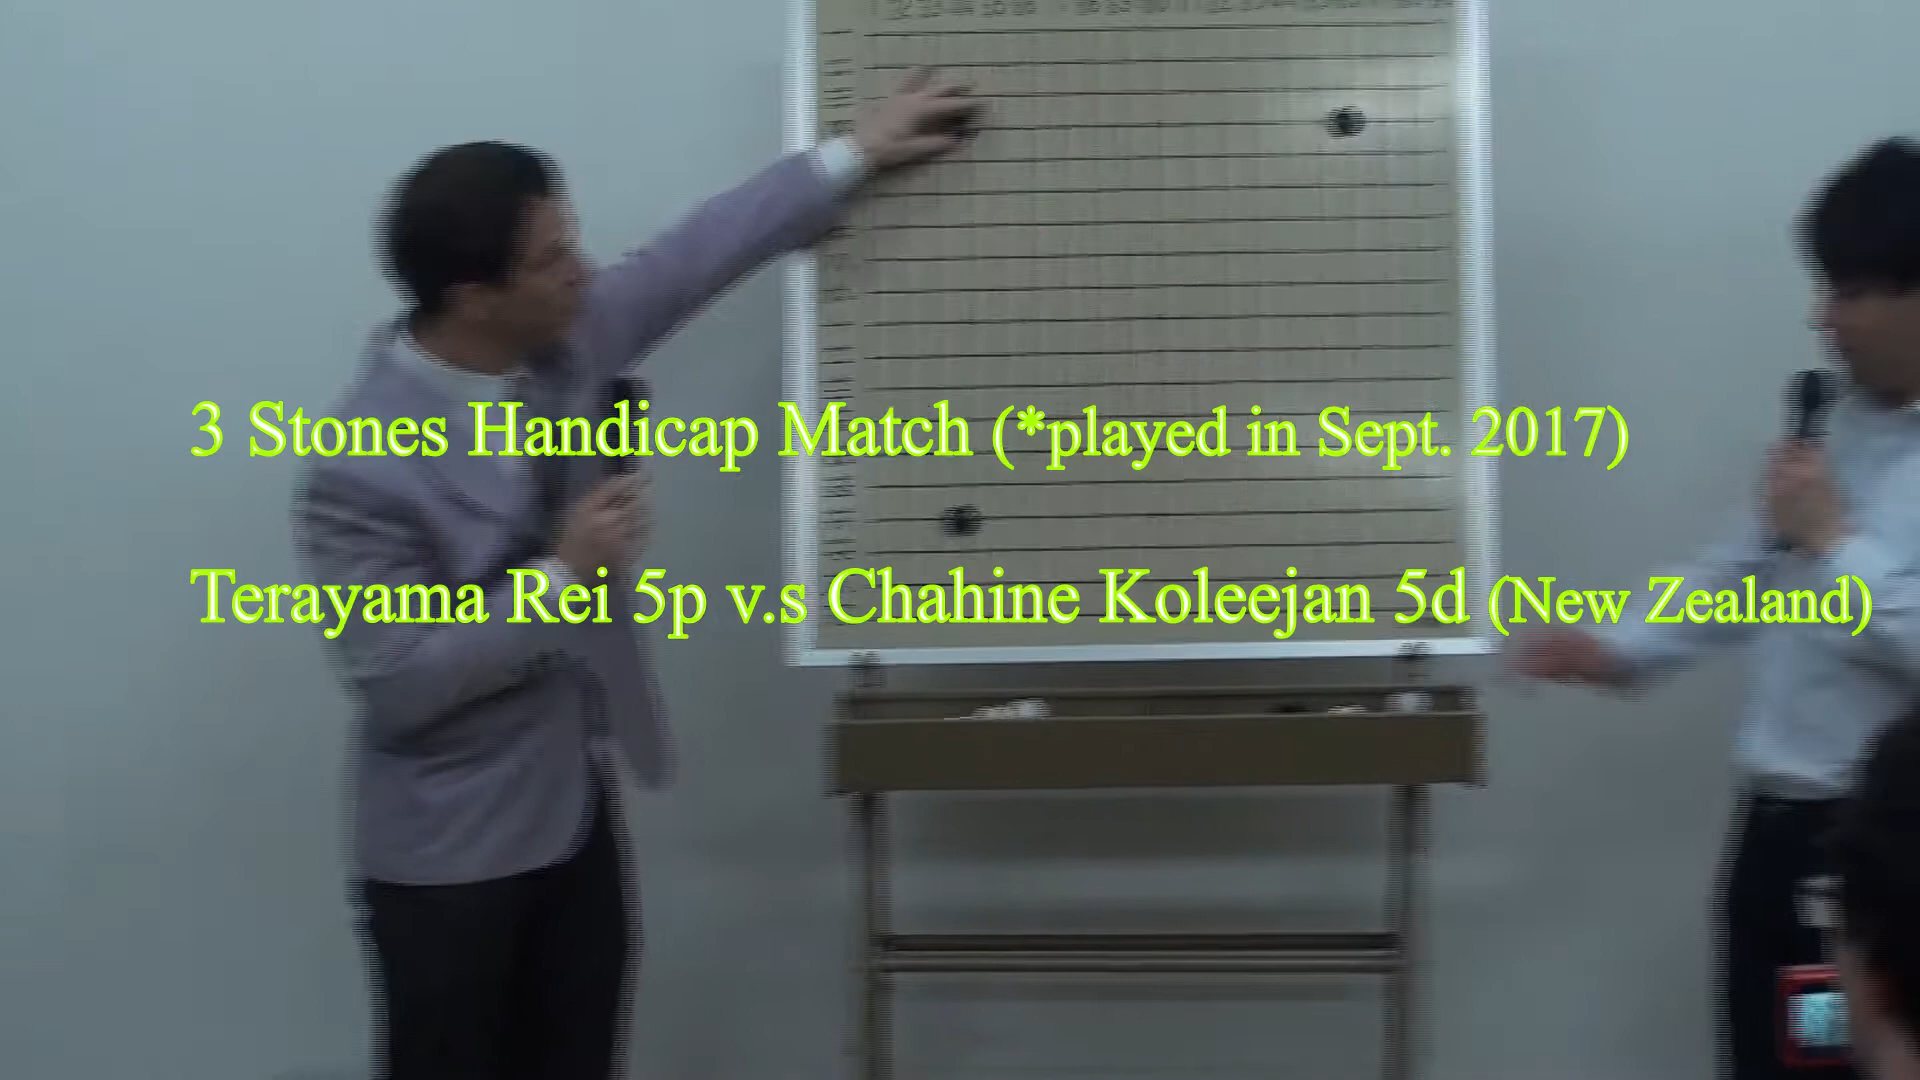 3 Stones Handicap Match (*played in Sept. 2017)
Terayama Rei 5p v.s Chahine Koleejan 5d (New Zealand)